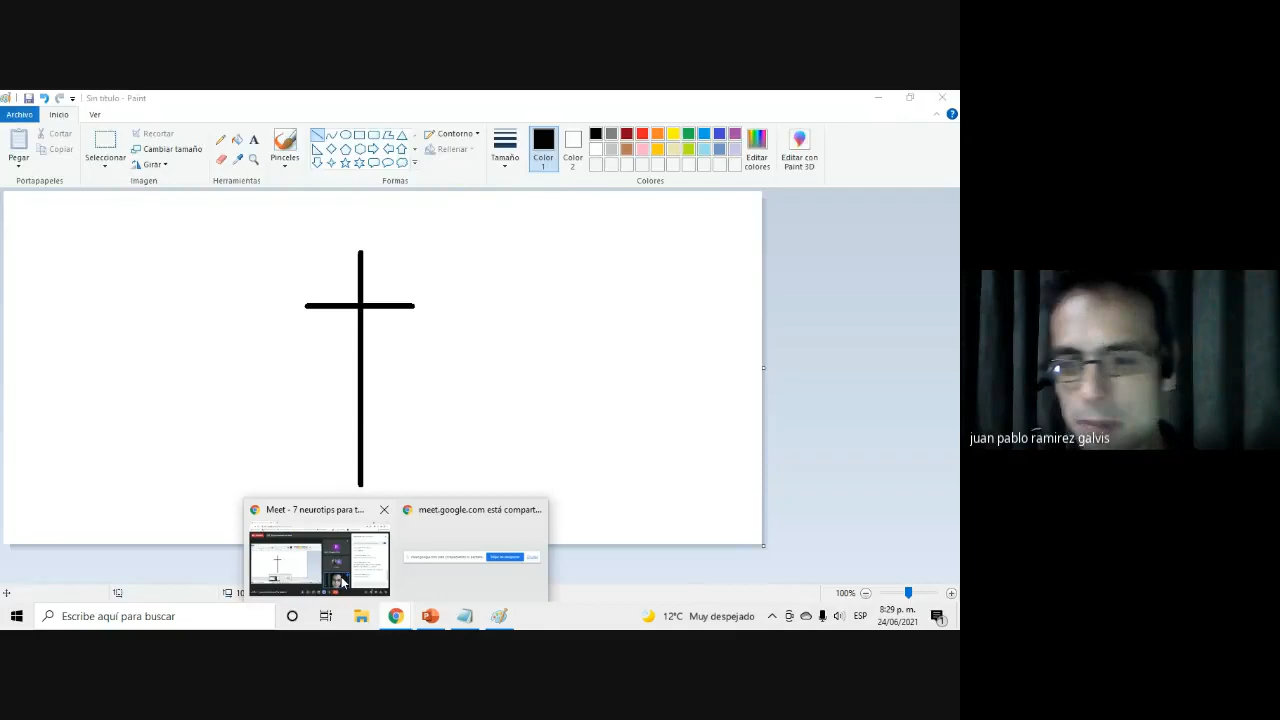 Sin título - Paint
Archivo Inicio Ver
Pegar
Cortar
Copiar
Portapapeles
Seleccionar
Recortar
Cambiar tamaño
Girar
Imagen
A
Herramientas
Pinceles
Contorno
Rellenar
Formas
Tamaño
Color
1
Color
2
Editar
colores
Editar con
Paint 3D
Colores
juan pablo ramirez galvis
Meet - 7 neurotips para t...
meet.google.com está compart...
10
100%
Escribe aquí para buscar
12°C Muy despejado
ESP
8:29 p. m.
24/06/2021
1